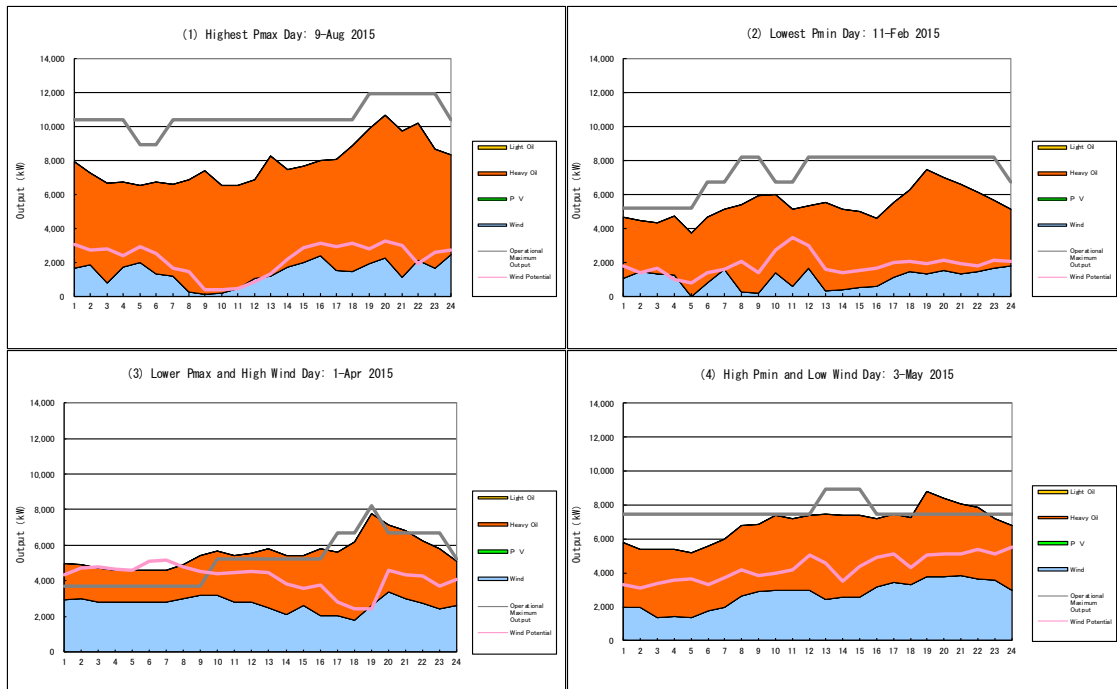 (1) Highest Pmax Day: 9-Aug 2015
Output (kW)
14,000
12,000
10,000
8,000
6,000
4,000
2,000
0
1 2 3 4 5 6 7 8 9 10 11 12 13 14 15 16 17 18 19 20 21 22 23 24
Light Oil
Heavy Oil
P V
Wind
Operational
Maximum
Output
Wind Potential
(2) Lowest Pmin Day: 11-Feb 2015
Output (kW)
14,000
12,000
10,000
8,000
6,000
4,000
2,000
0
1 2 3 4 5 6 7 8 9 10 11 12 13 14 15 16 17 18 19 20 21 22 23 24
Light Oil
Heavy Oil
P V
Wind
Operational
Maximum
Output
Wind Potential
(3) Lower Pmax and High Wind Day: 1-Apr 2015
Output (kW)
14,000
12,000
10,000
8,000
6,000
4,000
2,000
0
1 2 3 4 5 6 7 8 9 10 11 12 13 14 15 16 17 18 19 20 21 22 23 24
Light Oil
Heavy Oil
P V
Wind
Operational
Maximum
Output
Wind Potential
(4) High Pmin and Low Wind Day: 3-May 2015
Output (kW)
14,000
12,000
10,000
8,000
6,000
4,000
2,000
0
1 2 3 4 5 6 7 8 9 10 11 12 13 14 15 16 17 18 19 20 21 22 23 24
Light Oil
Heavy Oil
P V
Wind
Operational
Maximum
Output
Wind Potential